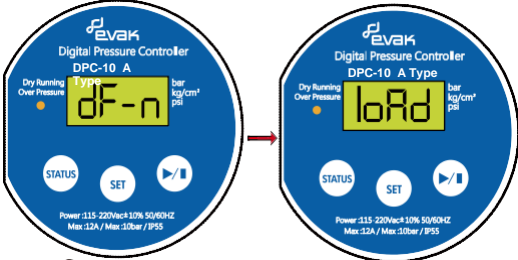 evak
Digital Pressure Controller
DPC-10 A
Type
Dry Running
Over Pressure
dF-n
bar
kg/cm²
psi
STATUS
SET
Power :115-220Vac±10% 50/60HZ
Max :12A / Max :10bar / IP55
evak
Digital Pressure Controller
DPC-10 A Type
Dry Running
Over Pressure
loAd
bar
kg/cm²
psi
STATUS
SET
Power :115-220Vac±10% 50/60HZ
Max :12A / Max :10bar / IP55